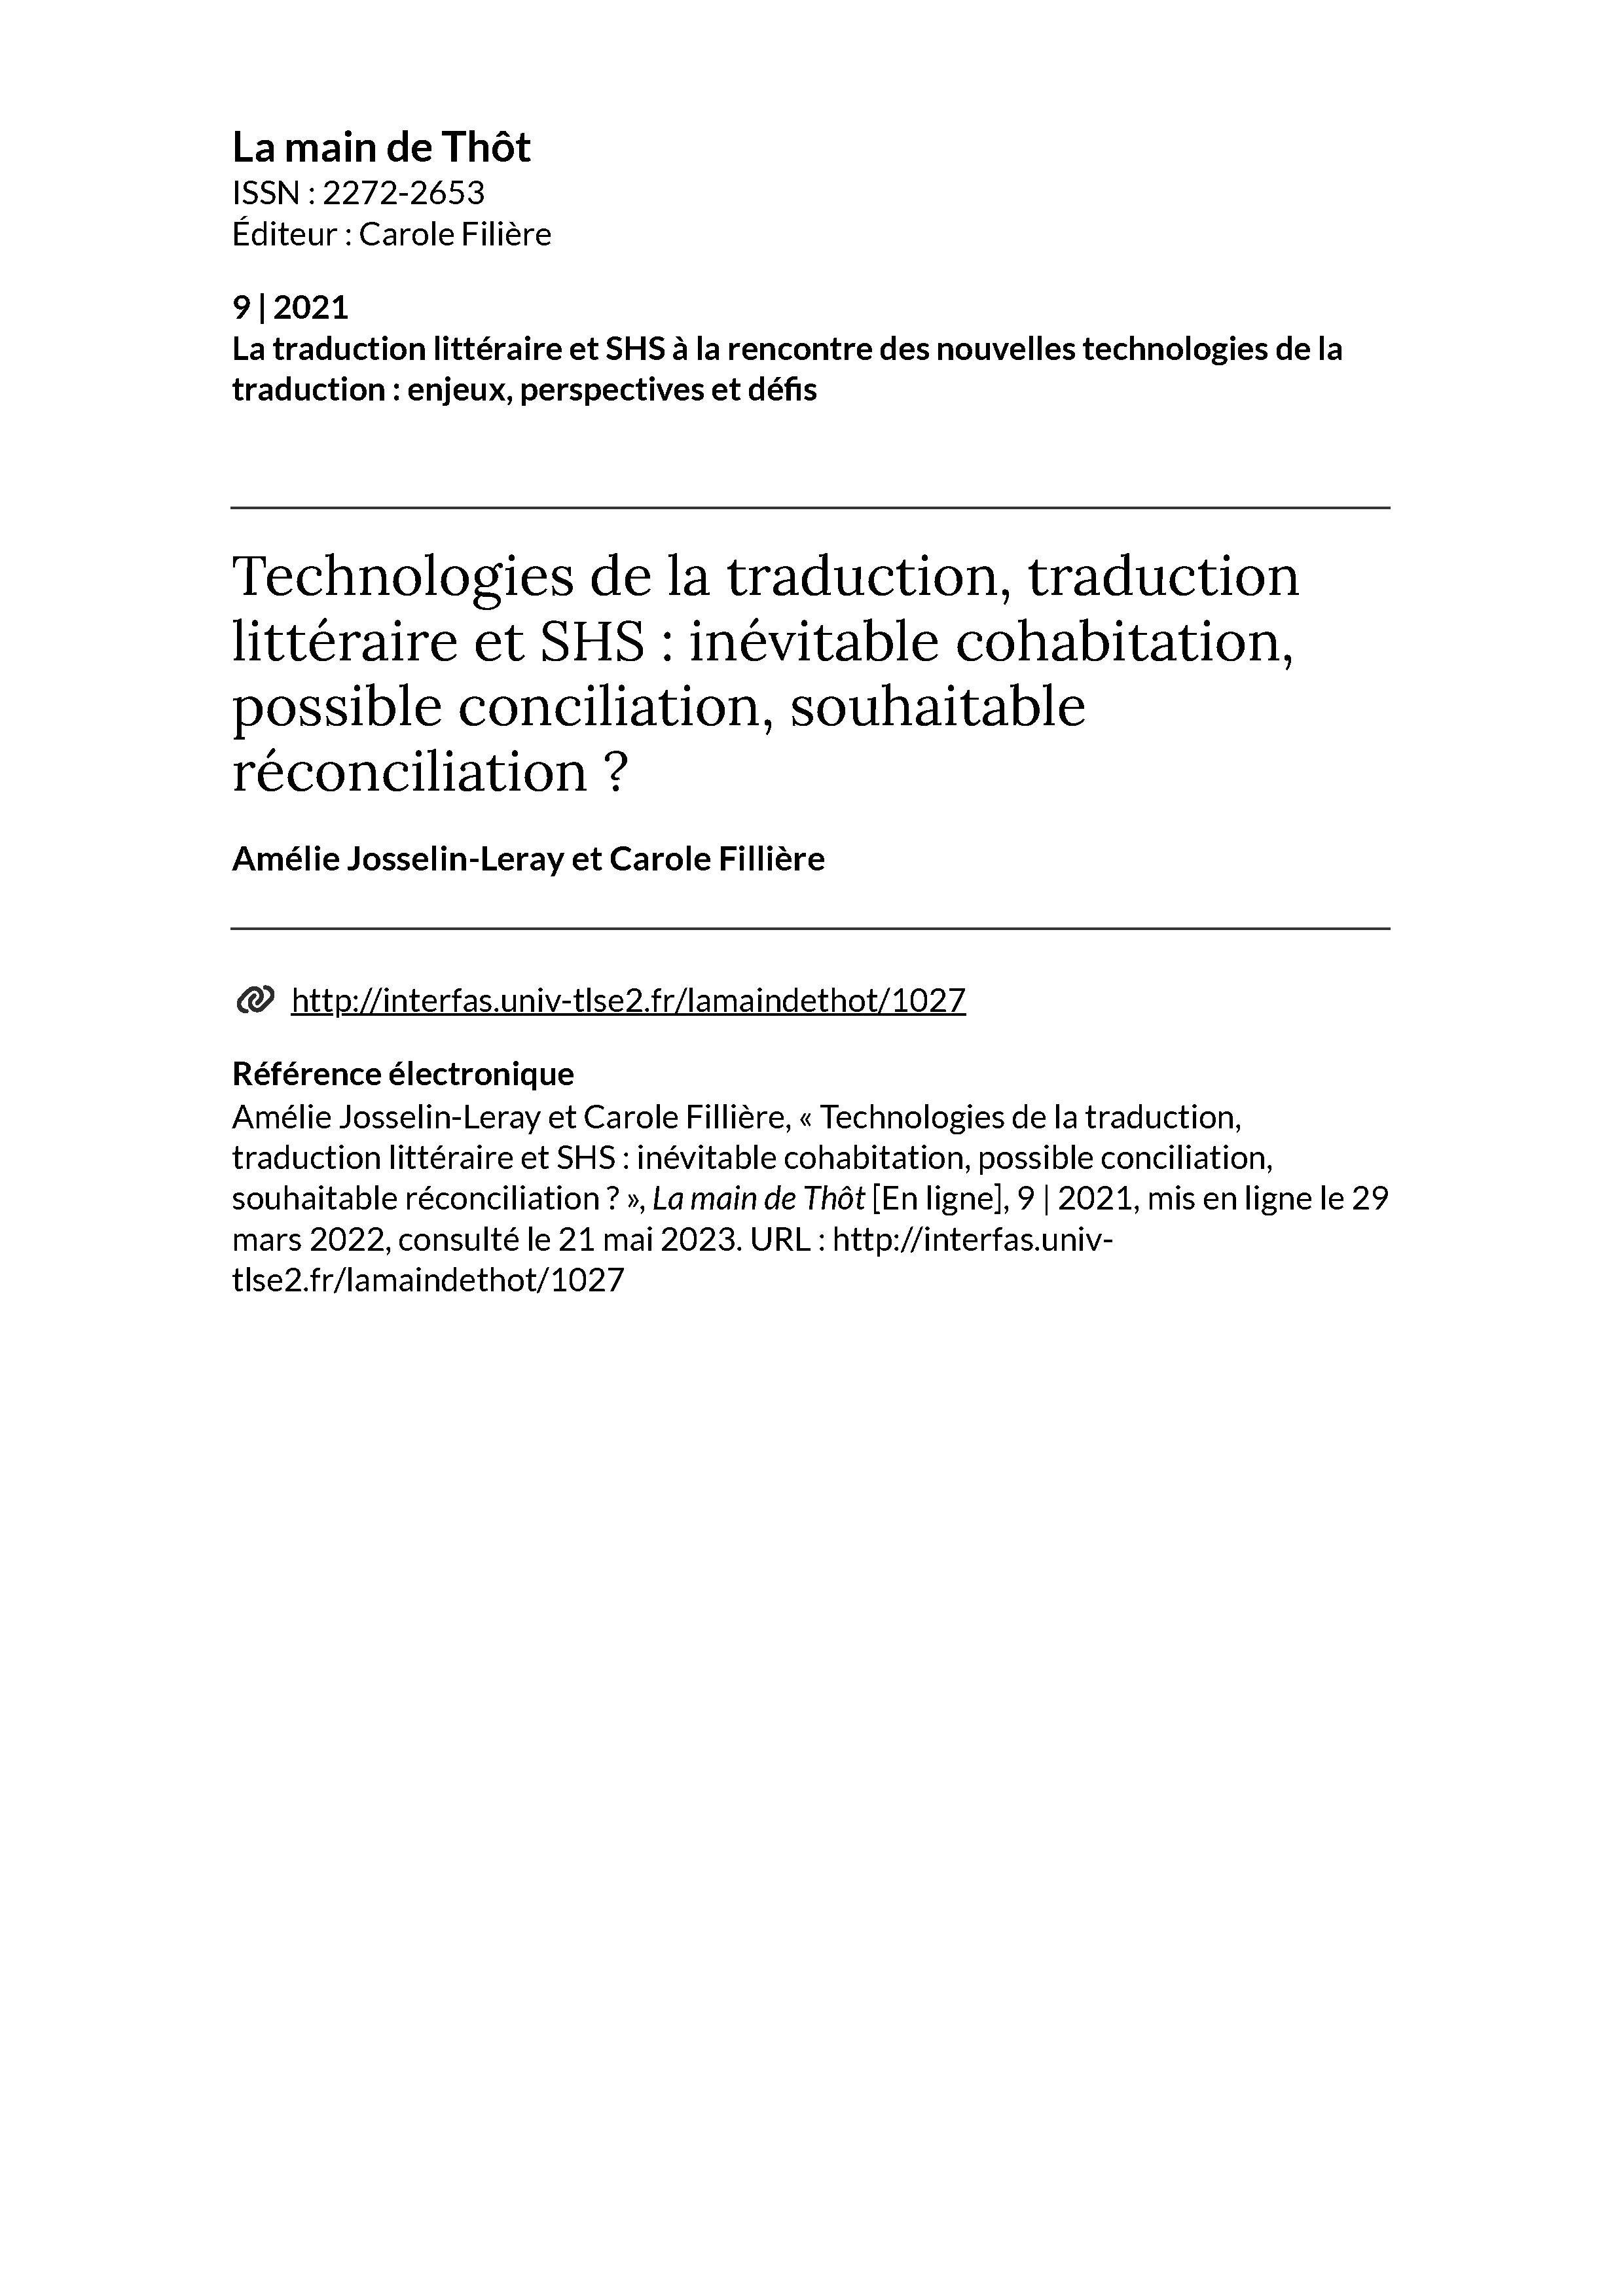 La main de Thôt
ISSN : 2272-2653
Éditeur : Carole Filière
9 | 2021
La traduction littéraire et SHS à la rencontre des nouvelles technologies de la
traduction : enjeux, perspectives et défis
Technologies de la traduction, traduction
littéraire et SHS : inévitable cohabitation,
possible conciliation, souhaitable
réconciliation ?
Amélie Josselin-Leray et Carole Fillière
http://interfas.univ-tlse2.fr/lamaindethot/1027
Référence électronique
Amélie Josselin-Leray et Carole Fillière, « Technologies de la traduction,
traduction littéraire et SHS : inévitable cohabitation, possible conciliation,
souhaitable réconciliation ? », La main de Thôt [En ligne], 9 | 2021, mis en ligne le 29
mars 2022, consulté le 21 mai 2023. URL : http://interfas.univ-
tlse2.fr/lamaindethot/1027